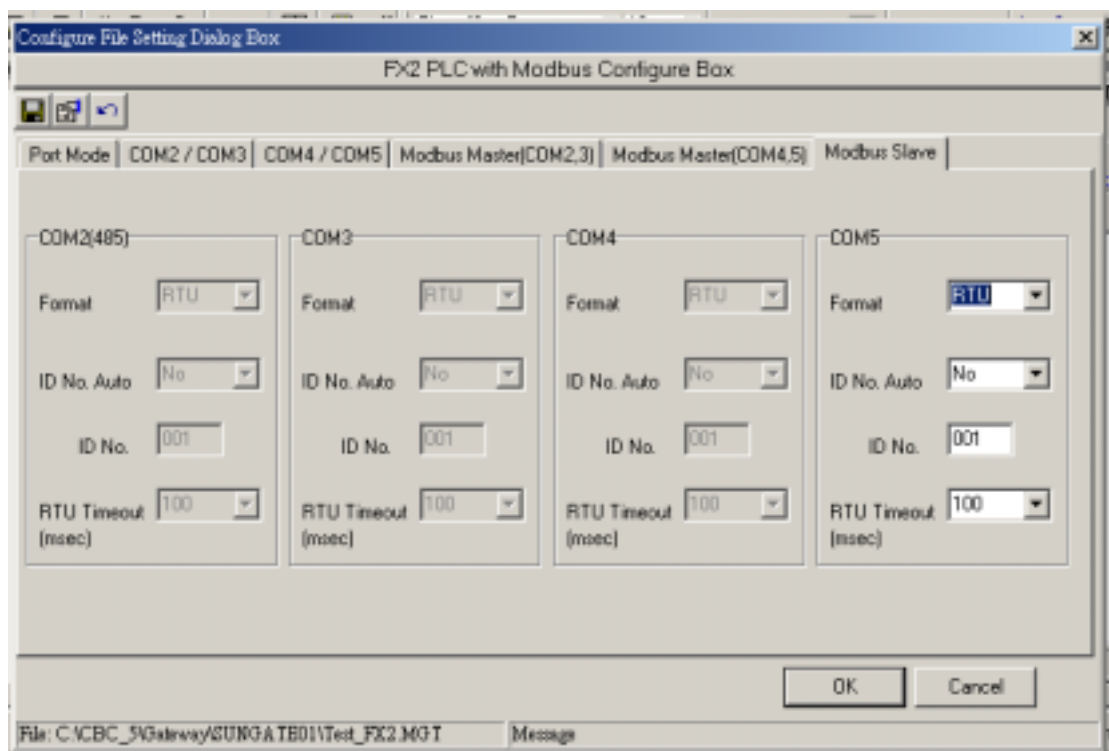 Configure File Setting Dialog Box
FX2 PLC with Modbus Configure Box
Port Mode COM2 / COM3 COM4 / COM5 Modbus Master(COM2,3) Modbus Master(COM4,5) Modbus Slave
COM2(485) COM3 COM4 COM5
Format RTU Format RTU Format RTU Format RTU
ID No. Auto No ID No. Auto No ID No. Auto No ID No. Auto No
ID No. 001 ID No. 001 ID No. 001 ID No. 001
RTU Timeout 100 RTU Timeout 100 RTU Timeout 100 RTU Timeout 100
(msec) (msec) (msec) (msec)
OK Cancel
File: C:\CBC_5\Gateway\SUNGATE01\Test_FX2.MGT Message